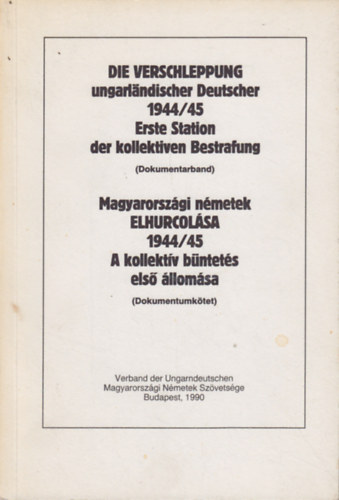 DIE VERSCHLEPPUNG
ungarländischer Deutscher
1944/45
Erste Station
der kollektiven Bestrafung
(Dokumentarband)
Magyarországi németek
ELHURCOLÁSA
1944/45
A kollektív büntetés
első állomása
(Dokumentumkötet)
Verband der Ungarndeutschen
Magyarországi Németek Szövetsége
Budapest, 1990